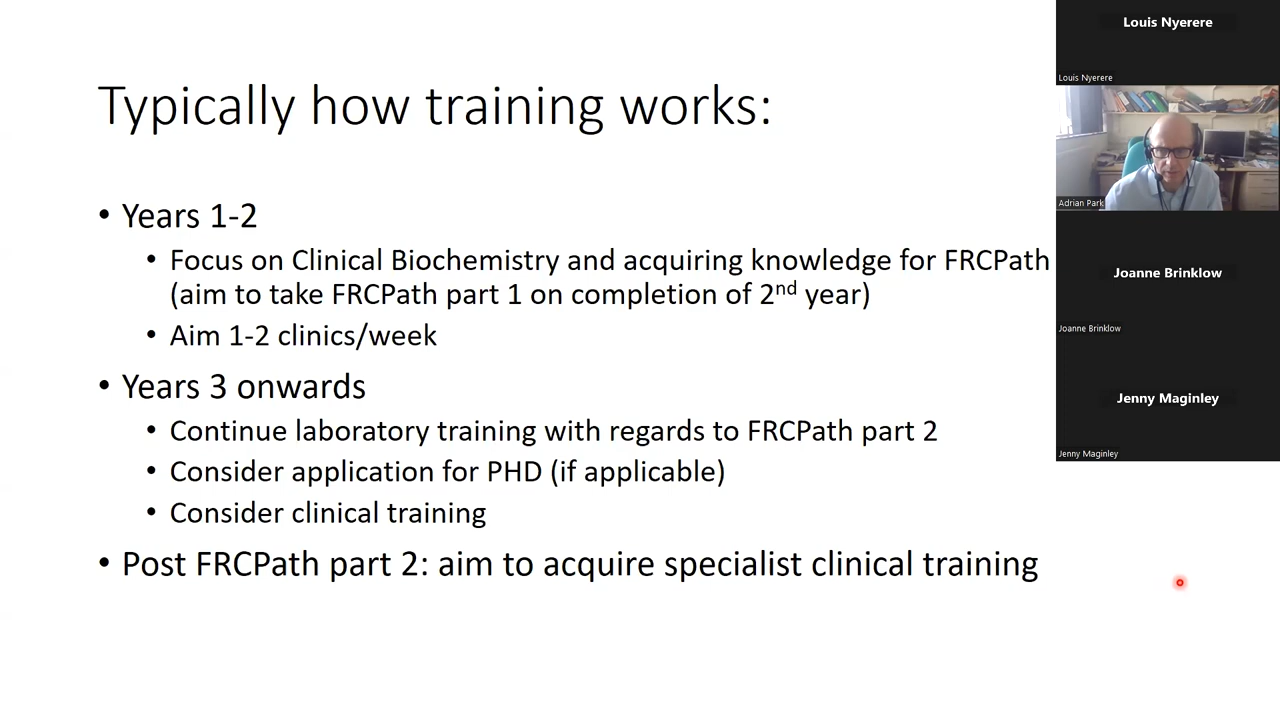 Typically how training works:
• Years 1-2
• Focus on Clinical Biochemistry and acquiring knowledge for FRCPath
(aim to take FRCPath part 1 on completion of 2nd year)
• Aim 1-2 clinics/week
• Years 3 onwards
• Continue laboratory training with regards to FRCPath part 2
• Consider application for PHD (if applicable)
• Consider clinical training
• Post FRCPath part 2: aim to acquire specialist clinical training
Louis Nyerere
Louis Nyerere
Adrian Park
Joanne Brinklow
Joanne Brinklow
Jenny Maginley
Jenny Maginley